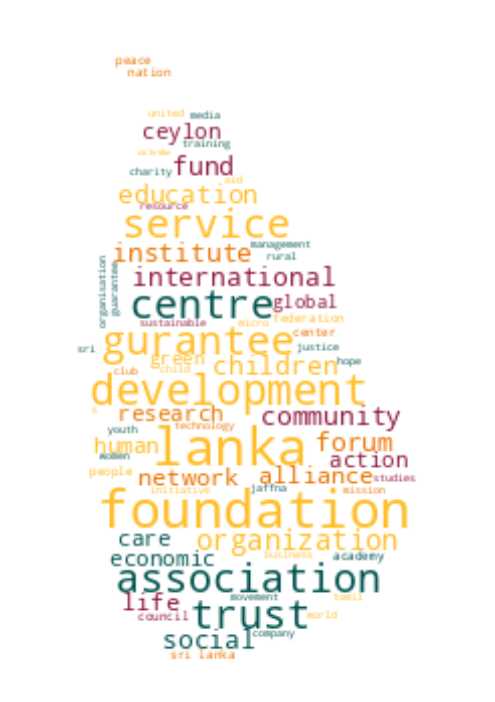 peace
nation
united media
ceylon
training
science
fund
charity
aid
education
resource
service
institute management
rural
organisation
guarantee
international
centre global
sustainable micro federation
center
gurantee
sri justice
green children hope
club child
development
s
research community
youth technology
lanka forum
human
women action
people
network alliance studies
initiative jaffna mission
foundation
care organization
economic business academy
association
life movement tamil
council trust world
social company
sri lanka